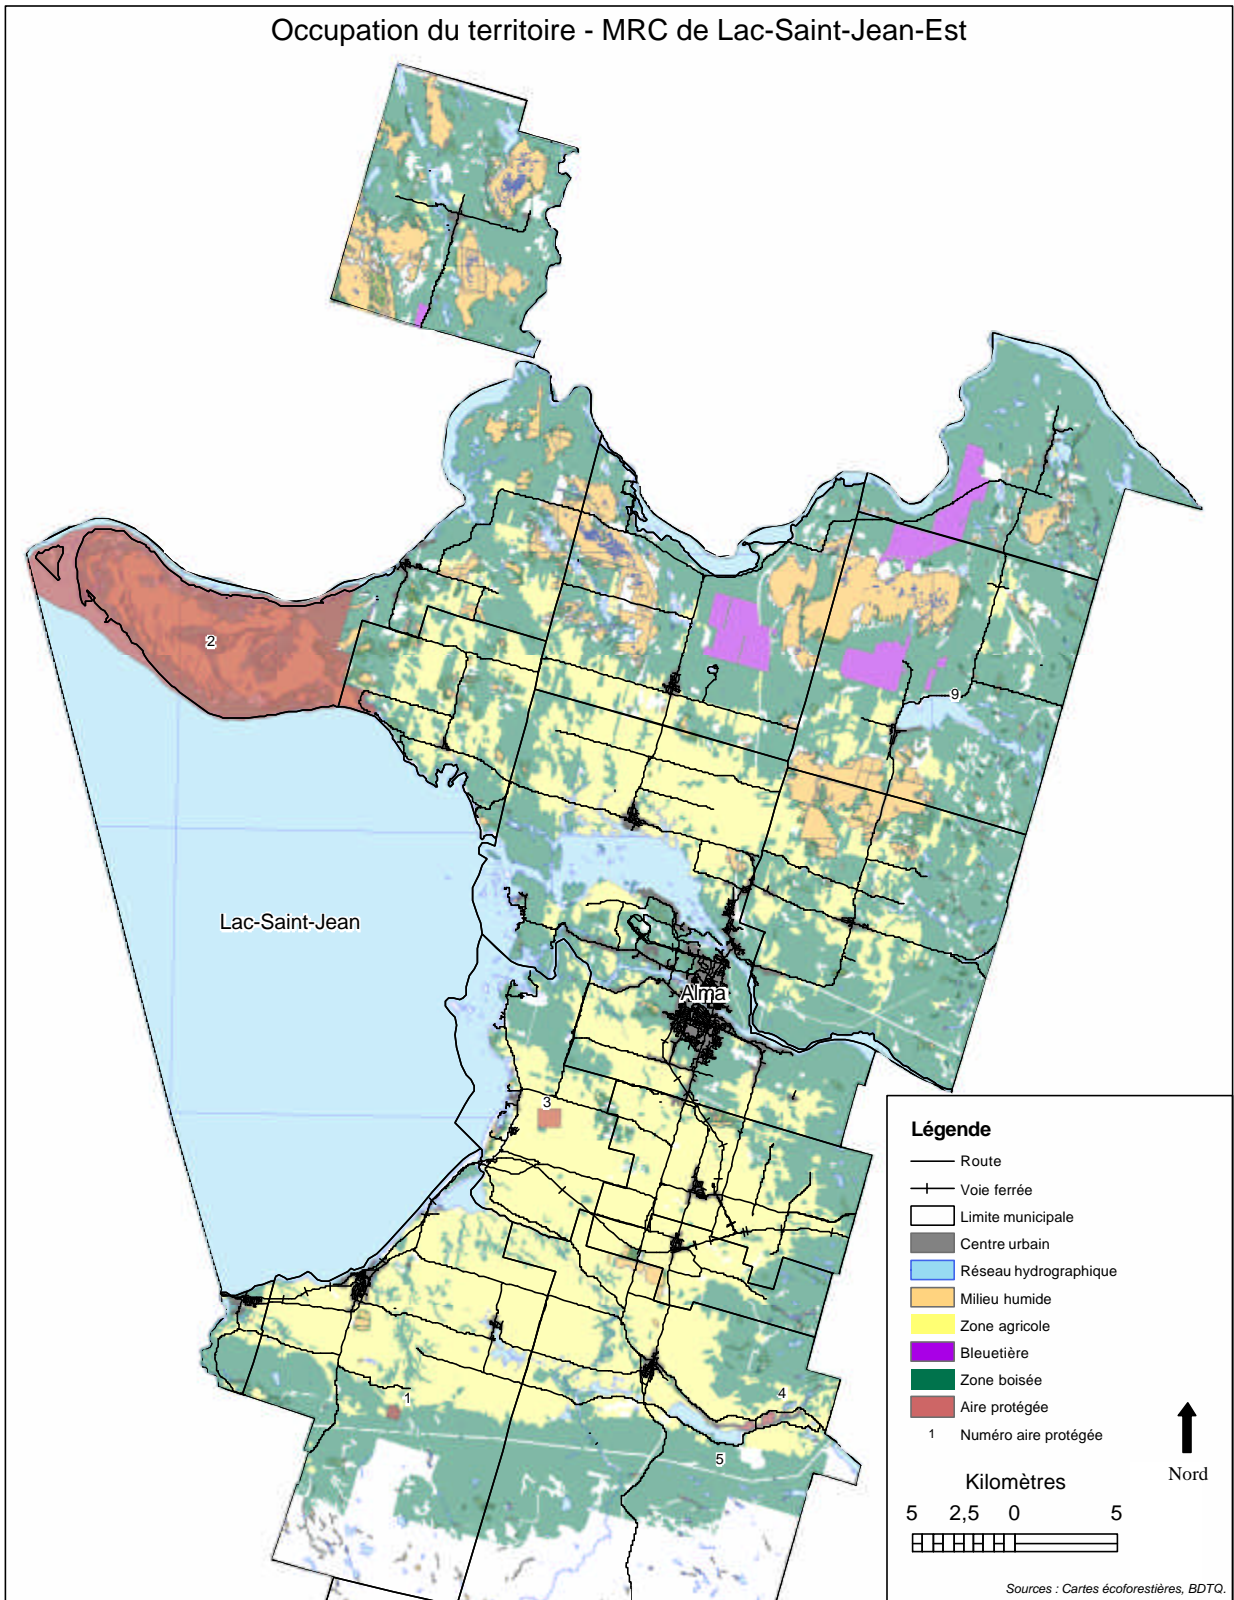 Occupation du territoire - MRC de Lac-Saint-Jean-Est
2
9
Lac-Saint-Jean
Alma
3
1
4
5
Légende
Route
Voie ferrée
Limite municipale
Centre urbain
Réseau hydrographique
Milieu humide
Zone agricole
Bleuetière
Zone boisée
Aire protégée
1 Numéro aire protégée
Nord
Kilomètres
5 2,5 0 5
Sources : Cartes écoforestières, BDTQ.